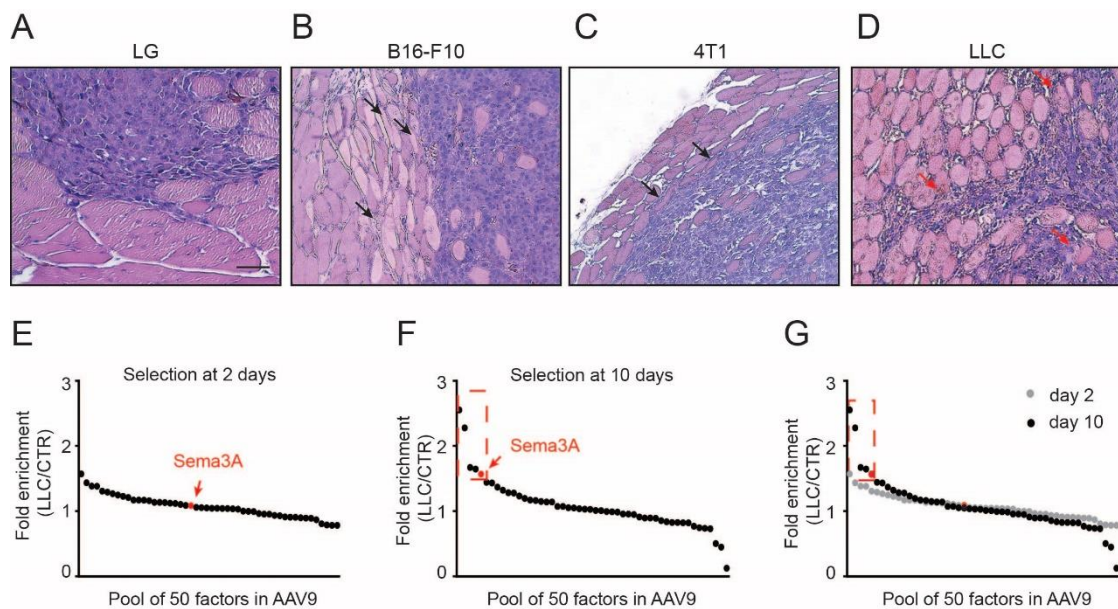 A
LG
B
B16-F10
C
4T1
D
LLC
E
Selection at 2 days
Fold enrichment
(LLC/CTR)
3
2
1
0
Sema3A
Pool of 50 factors in AAV9
F
Selection at 10 days
Fold enrichment
(LLC/CTR)
3
2
1
0
Sema3A
Pool of 50 factors in AAV9
G
day 2
day 10
Fold enrichment
(LLC/CTR)
3
2
1
0
Pool of 50 factors in AAV9